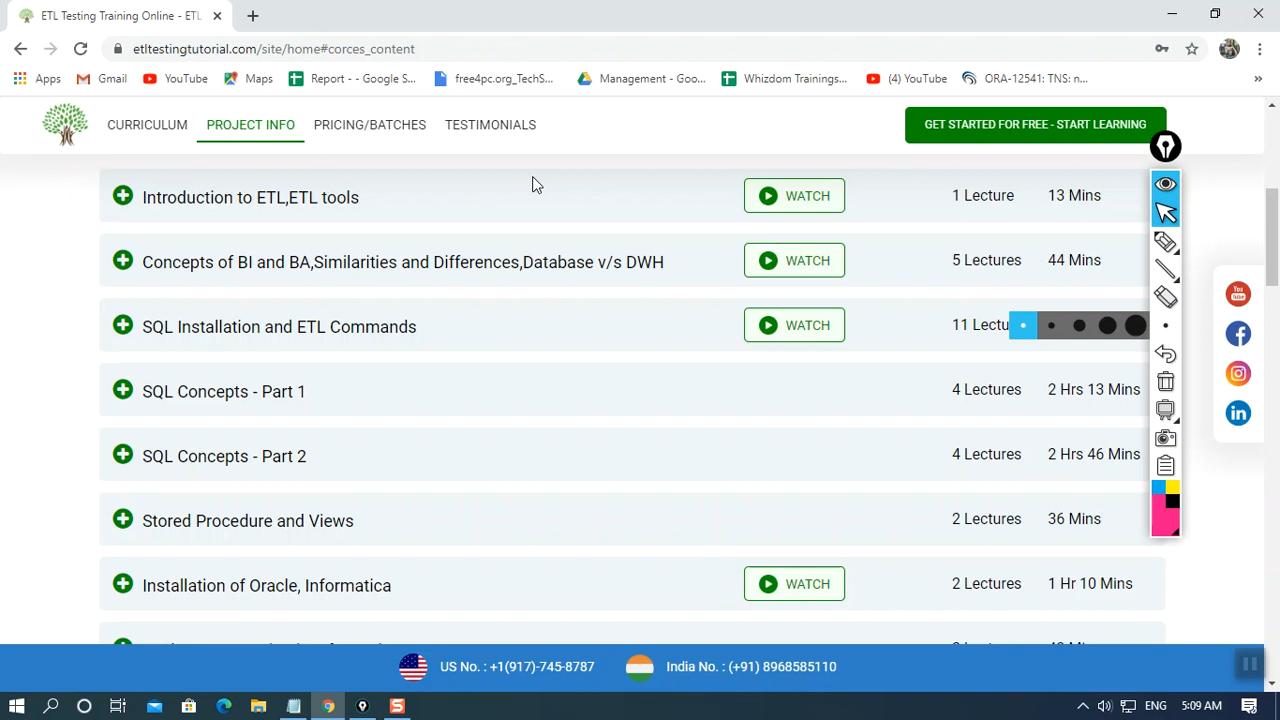 ETL Testing Training Online - ETL
etltestingtutorial.com/site/home#corces_content
Apps Gmail YouTube Maps Report - - Google S... free4pc.org_TechS... Management - Goo... Whizdom Trainings... (4) YouTube ORA-12541: TNS: n... »
CURRICULUM PROJECT INFO PRICING/BATCHES TESTIMONIALS GET STARTED FOR FREE - START LEARNING
Introduction to ETL,ETL tools WATCH 1 Lecture 13 Mins
Concepts of BI and BA,Similarities and Differences,Database v/s DWH WATCH 5 Lectures 44 Mins
You Tube
SQL Installation and ETL Commands WATCH 11 Lectu
SQL Concepts - Part 1 4 Lectures 2 Hrs 13 Mins
SQL Concepts - Part 2 4 Lectures 2 Hrs 46 Mins
Stored Procedure and Views 2 Lectures 36 Mins
Installation of Oracle, Informatica WATCH 2 Lectures 1 Hr 10 Mins
US No. : +1(917)-745-8787 India No. : (+91) 8968585110
ENG 5:09 AM